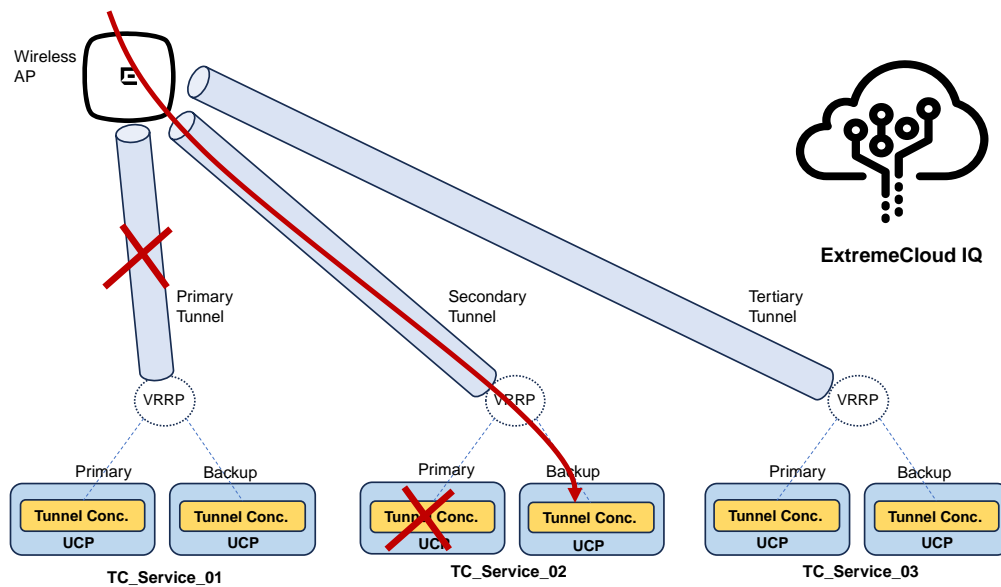 Wireless
AP
ExtremeCloud IQ
Primary
Tunnel
Secondary
Tunnel
Tertiary
Tunnel
VRRP
VRRP
VRRP
Primary
Backup
Primary
Backup
Primary
Backup
Tunnel Conc.
Tunnel Conc.
Tunnel Conc.
Tunnel Conc.
Tunnel Conc.
Tunnel Conc.
UCP
UCP
UCP
UCP
UCP
UCP
TC_Service_01
TC_Service_02
TC_Service_03